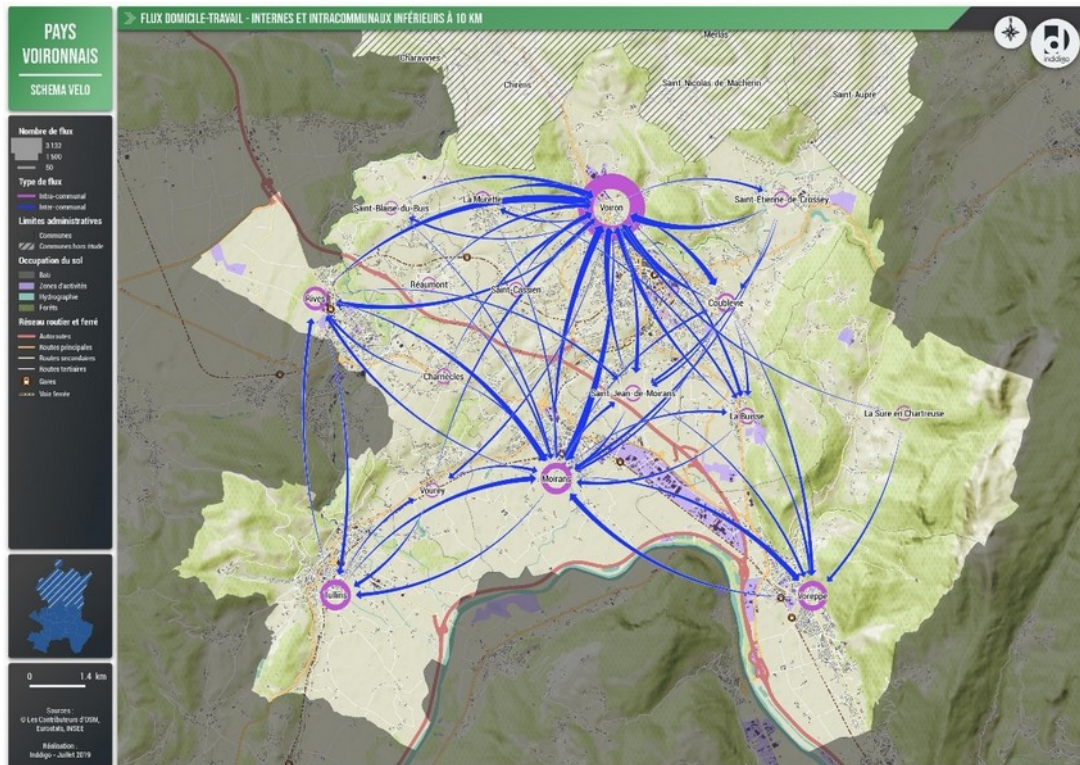 PAYS
VOIRONNAIS
SCHEMA VELO
FLUX DOMICILE-TRAVAIL - INTERNES ET INTRACOMMUNAUX INFÉRIEURS À 10 KM
inddigo
Nombre de flux
3 132
1 500
50
Type de flux
Intra-communal
Inter-communal
Limites administratives
Communes
Communes hors étude
Occupation du sol
Bâti
Zones d'activités
Hydrographie
Forêts
Réseau routier et ferré
Autoroutes
Routes principales
Routes secondaires
Routes tertiaires
Gares
Voie ferrée
0 1.4 km
Sources :
© Les Contributeurs d'OSM,
Eurostats, INSEE
Réalisation :
Inddigo - Juillet 2019
Merlas
Charavines
Chirens
Saint Nicolas de Macherin
Saint Aupre
La Murette
Saint-Blaise-du-Buis
Voiron
Saint-Etienne-de-Crossey
Réaumont
Saint-Cassien
Rives
Coublevie
Charnècles
Saint-Jean-de-Moirans
La Buisse
La Sure en Chartreuse
Moirans
Vourey
Tullins
Voreppe